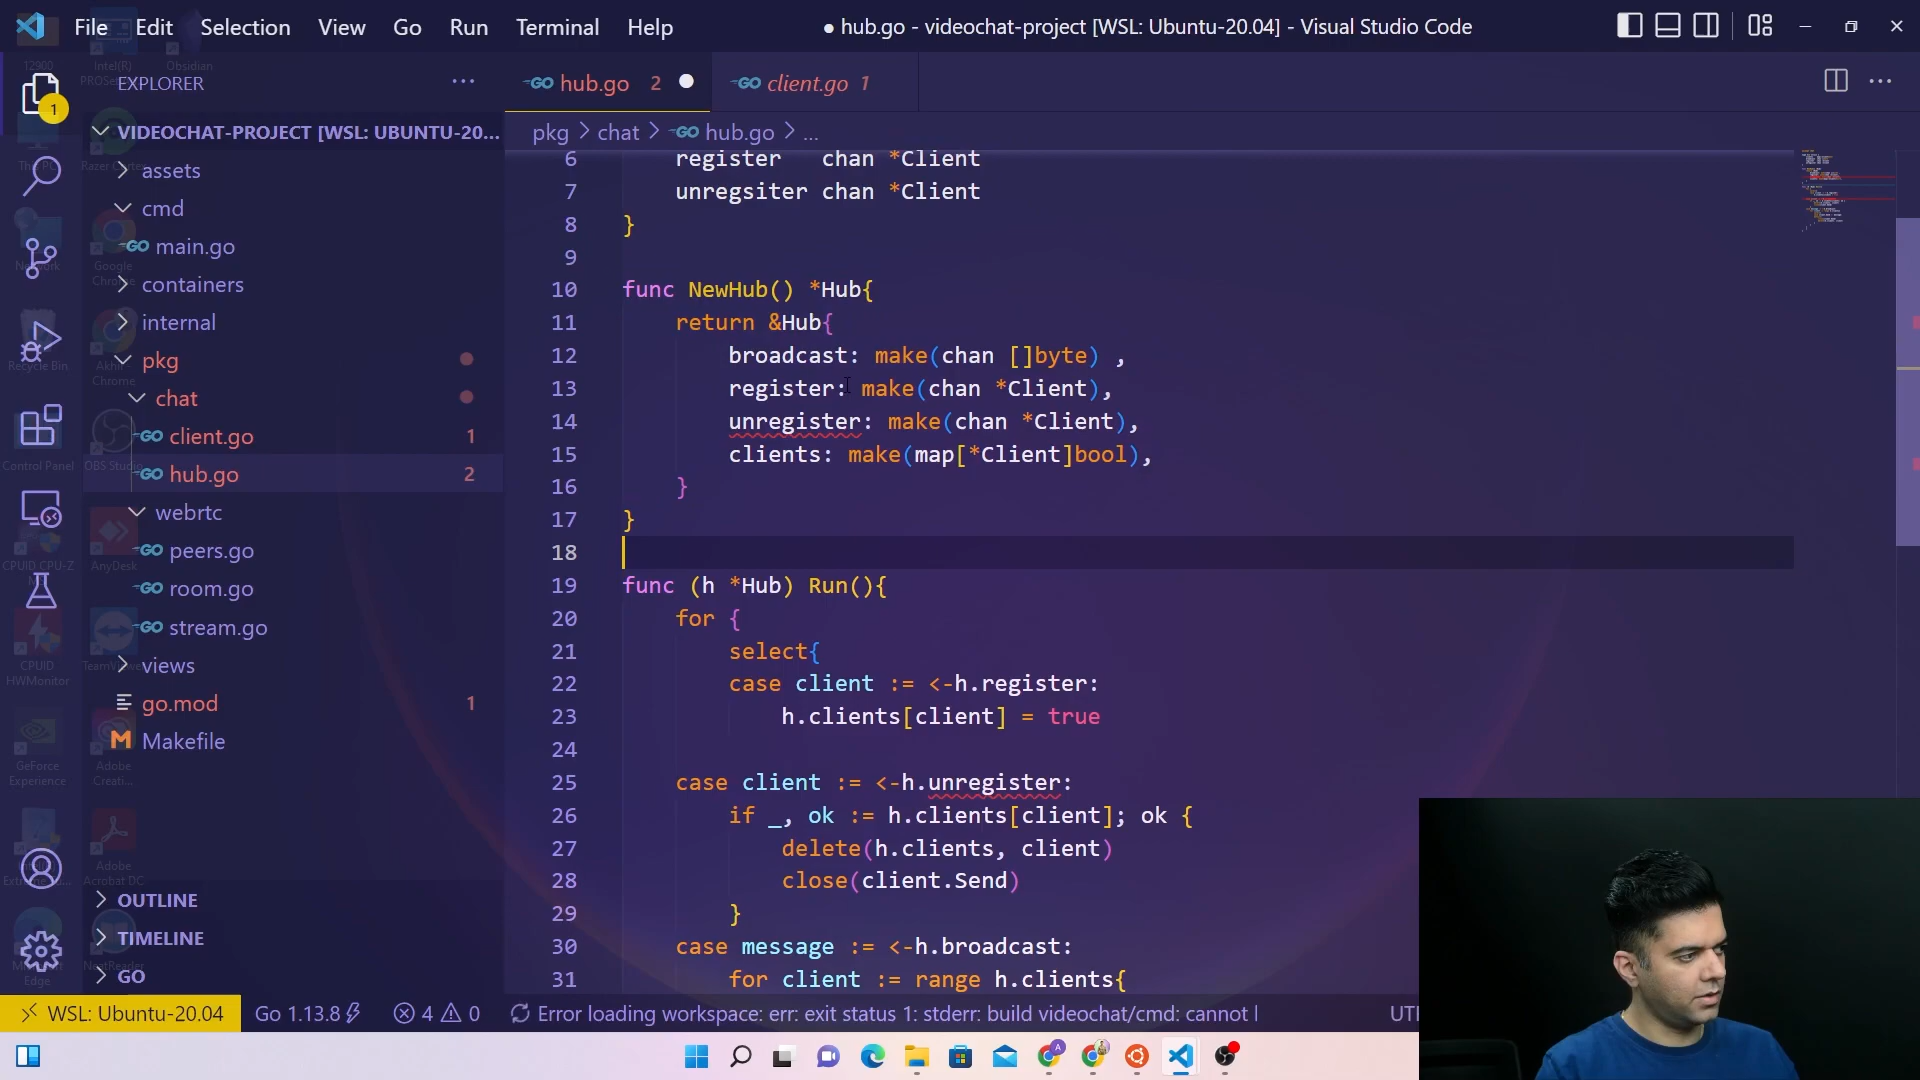 File Edit Selection View Go Run Terminal Help
● hub.go - videochat-project [WSL: Ubuntu-20.04] - Visual Studio Code
EXPLORER
hub.go 2
client.go 1
1
VIDEOCHAT-PROJECT [WSL: UBUNTU-20...
assets
cmd
main.go
containers
internal
pkg
chat
client.go 1
hub.go 2
webrtc
peers.go
room.go
stream.go
views
go.mod 1
Makefile
OUTLINE
TIMELINE
GO
pkg > chat > hub.go > ...
6 register chan *Client
7 unregsiter chan *Client
8 }
9
10 func NewHub() *Hub{
11 return &Hub{
12 broadcast: make(chan []byte) ,
13 register: make(chan *Client),
14 unregister: make(chan *Client),
15 clients: make(map[*Client]bool),
16 }
17 }
18
19 func (h *Hub) Run(){
20 for {
21 select{
22 case client := <-h.register:
23 h.clients[client] = true
24
25 case client := <-h.unregister:
26 if _, ok := h.clients[client]; ok {
27 delete(h.clients, client)
28 close(client.Send)
29 }
30 case message := <-h.broadcast:
31 for client := range h.clients{
WSL: Ubuntu-20.04 Go 1.13.8 4 0 Error loading workspace: err: exit status 1: stderr: build videochat/cmd: cannot l
UT